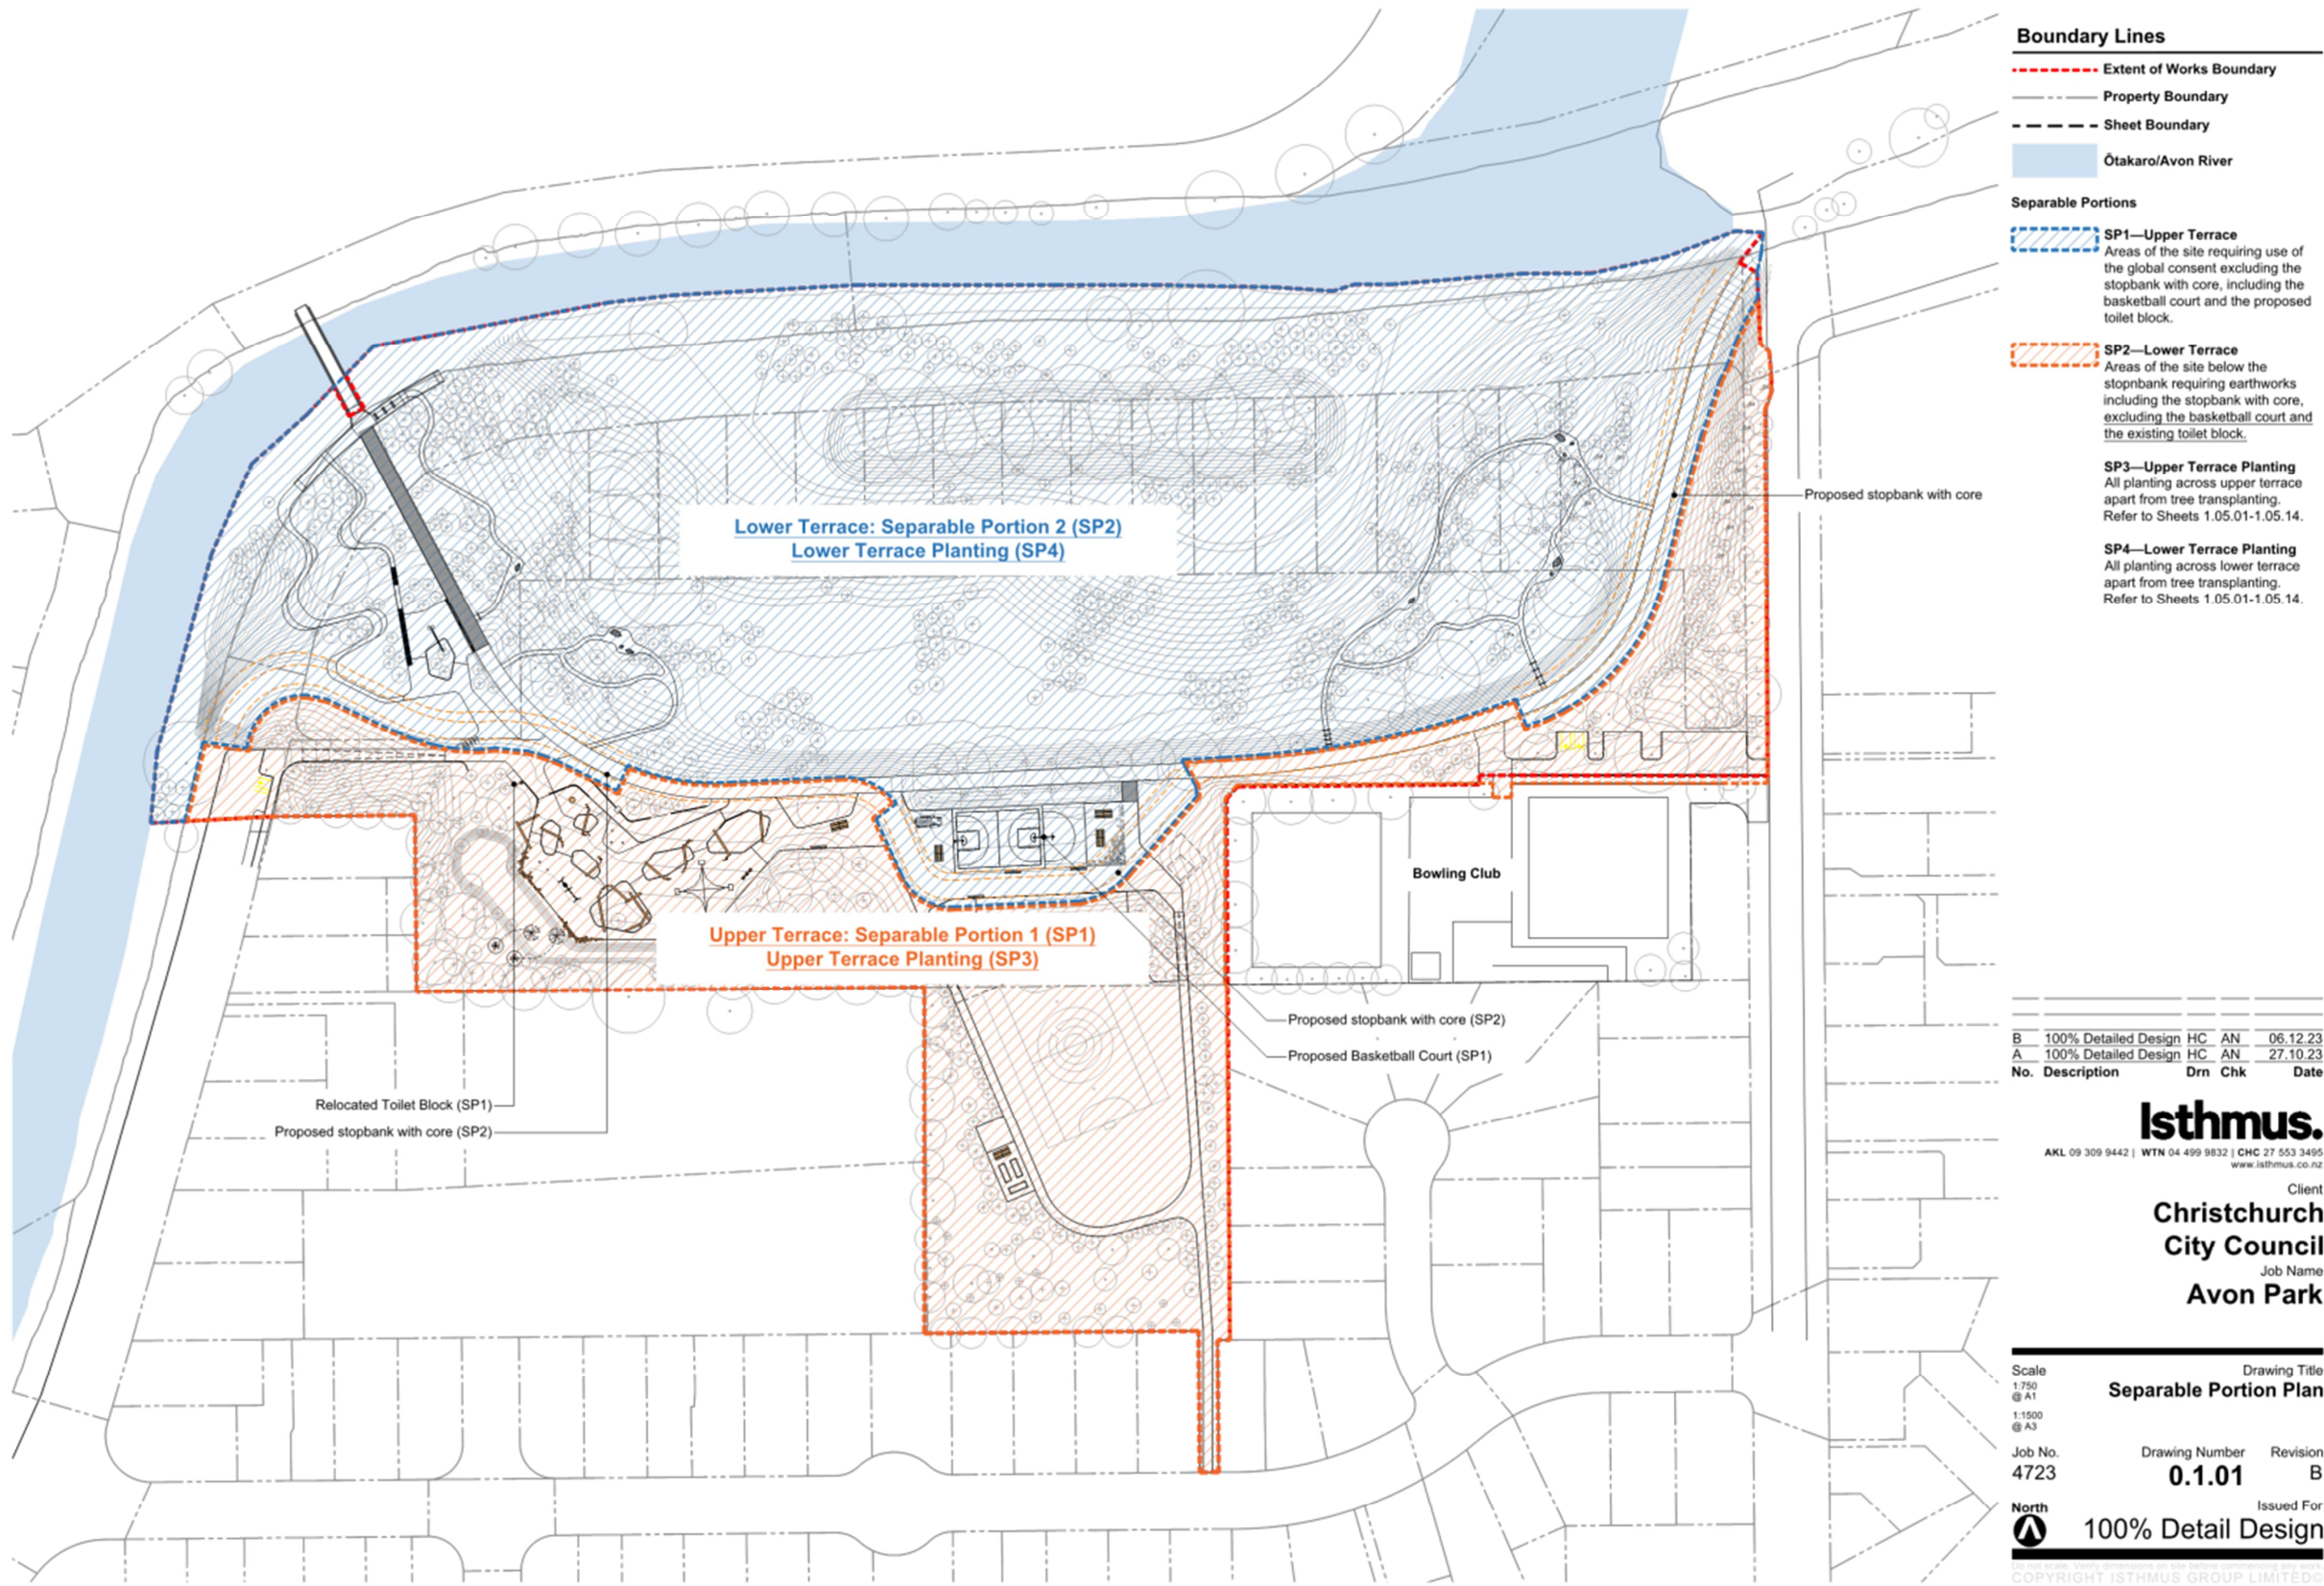 Boundary Lines
Extent of Works Boundary
Property Boundary
Sheet Boundary
Ōtakaro/Avon River
Separable Portions
SP1—Upper Terrace
Areas of the site requiring use of
the global consent excluding the
stopbank with core, including the
basketball court and the proposed
toilet block.
SP2—Lower Terrace
Areas of the site below the
stopnbank requiring earthworks
including the stopbank with core,
excluding the basketball court and
the existing toilet block.
SP3—Upper Terrace Planting
All planting across upper terrace
apart from tree transplanting.
Refer to Sheets 1.05.01-1.05.14.
SP4—Lower Terrace Planting
All planting across lower terrace
apart from tree transplanting.
Refer to Sheets 1.05.01-1.05.14.
Proposed stopbank with core
Lower Terrace: Separable Portion 2 (SP2)
Lower Terrace Planting (SP4)
Bowling Club
Upper Terrace: Separable Portion 1 (SP1)
Upper Terrace Planting (SP3)
Proposed stopbank with core (SP2)
Proposed Basketball Court (SP1)
Relocated Toilet Block (SP1)
Proposed stopbank with core (SP2)
B 100% Detailed Design HC AN 06.12.23
A 100% Detailed Design HC AN 27.10.23
No. Description Drn Chk Date
Isthmus.
AKL 09 309 9442 | WTN 04 499 9832 | CHC 27 553 3495
www.isthmus.co.nz
Client
Christchurch
City Council
Job Name
Avon Park
Scale Drawing Title
1:750
@ A1
Separable Portion Plan
1:1500
@ A3
Job No. Drawing Number Revision
4723 0.1.01 B
North Issued For
100% Detail Design
COPYRIGHT ISTHMUS GROUP LIMITED©